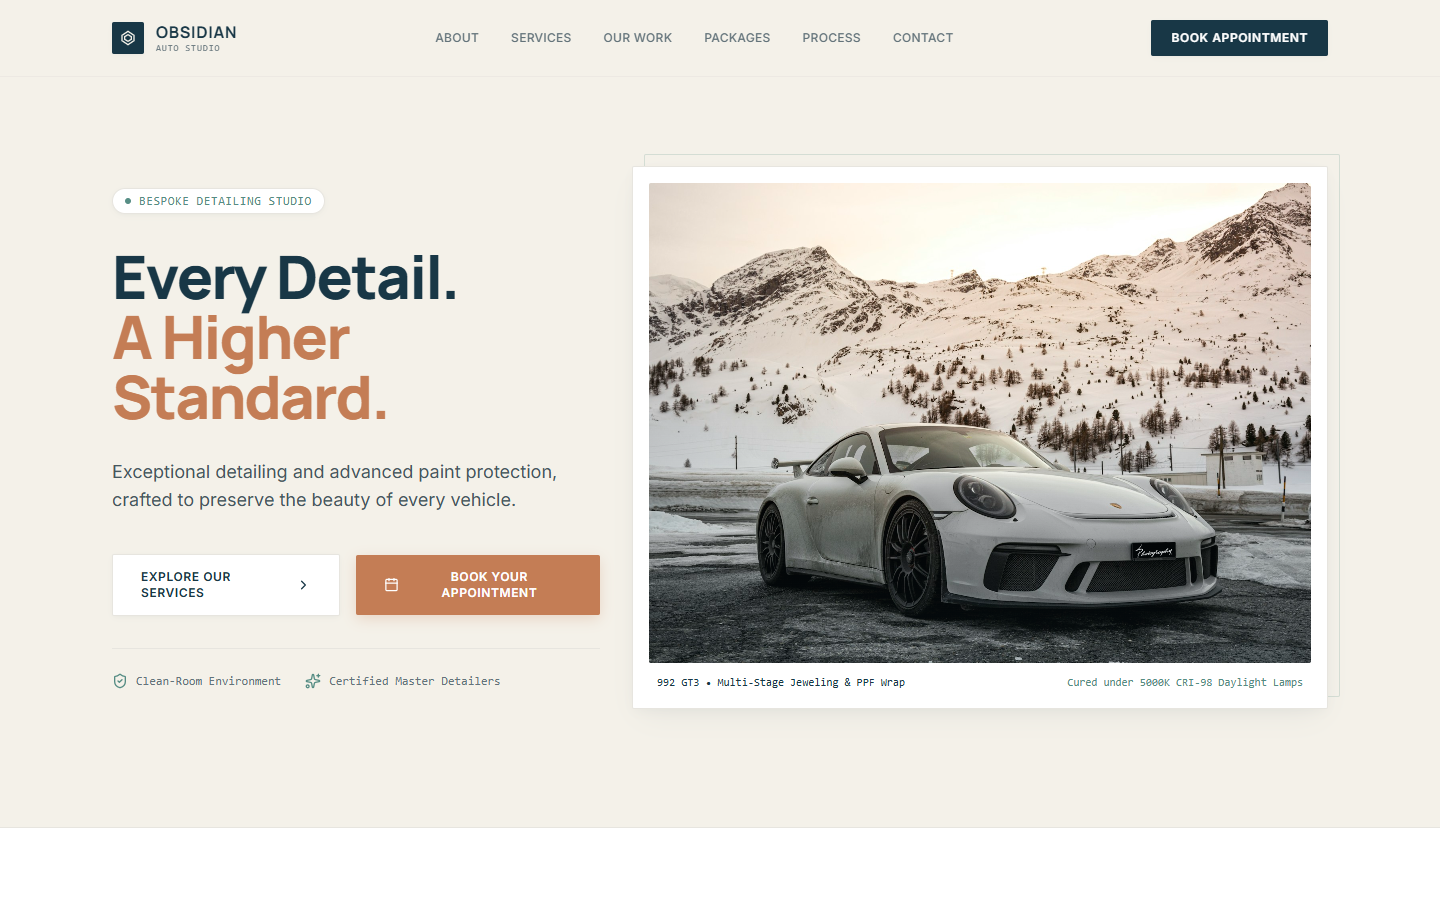 OBSIDIAN
AUTO STUDIO
ABOUT
SERVICES
OUR WORK
PACKAGES
PROCESS
CONTACT
BOOK APPOINTMENT
BESPOKE DETAILING STUDIO
Every Detail.
A Higher
Standard.
Exceptional detailing and advanced paint protection,
crafted to preserve the beauty of every vehicle.
EXPLORE OUR
SERVICES
BOOK YOUR
APPOINTMENT
Clean-Room Environment
Certified Master Detailers
Photography
992 GT3 • Multi-Stage Jeweling & PPF Wrap
Cured under 5000K CRI-98 Daylight Lamps